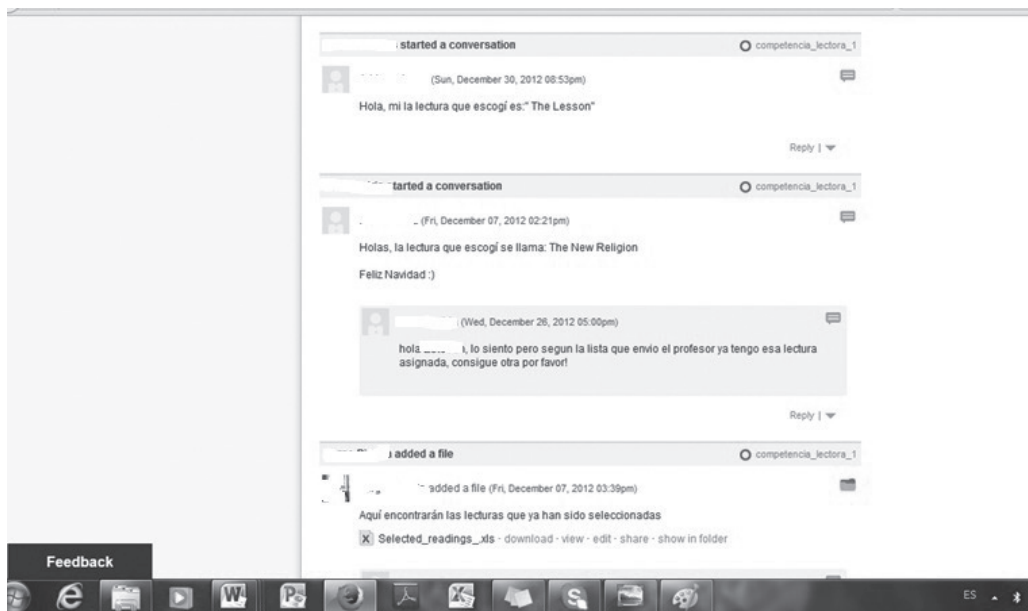 started a conversation competencia_lectora_1
(Sun, December 30, 2012 08:53pm)
Hola, mi la lectura que escogí es:" The Lesson"
Reply
tarted a conversation competencia_lectora_1
(Fri, December 07, 2012 02:21pm)
Holas, la lectura que escogí se llama: The New Religion
Feliz Navidad :)
(Wed, December 26, 2012 05:00pm)
hola , lo siento pero segun la lista que envio el profesor ya tengo esa lectura
asignada, consigue otra por favor!
Reply
added a file competencia_lectora_1
added a file (Fri, December 07, 2012 03:39pm)
Aquí encontrarán las lecturas que ya han sido seleccionadas
Selected_readings_.xls - download - view - edit - share - show in folder
Feedback
ES